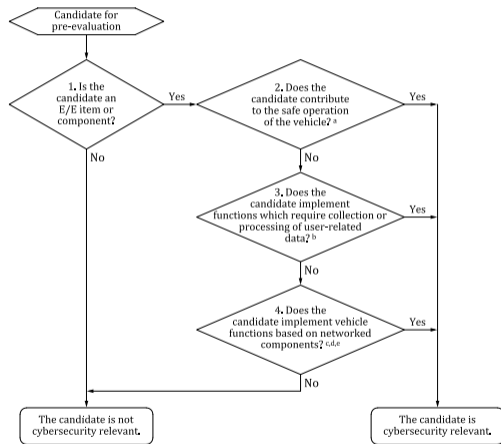 Candidate for
pre-evaluation
1. Is the
candidate an
E/E item or
component?
Yes
2. Does the
candidate contribute
to the safe operation
of the vehicle? a
Yes
No
No
3. Does the
candidate implement
functions which require collection or
processing of user-related
data? b
Yes
No
4. Does the
candidate implement vehicle
functions based on networked
components? c,d,e
Yes
No
The candidate is not
cybersecurity relevant.
The candidate is
cybersecurity relevant.